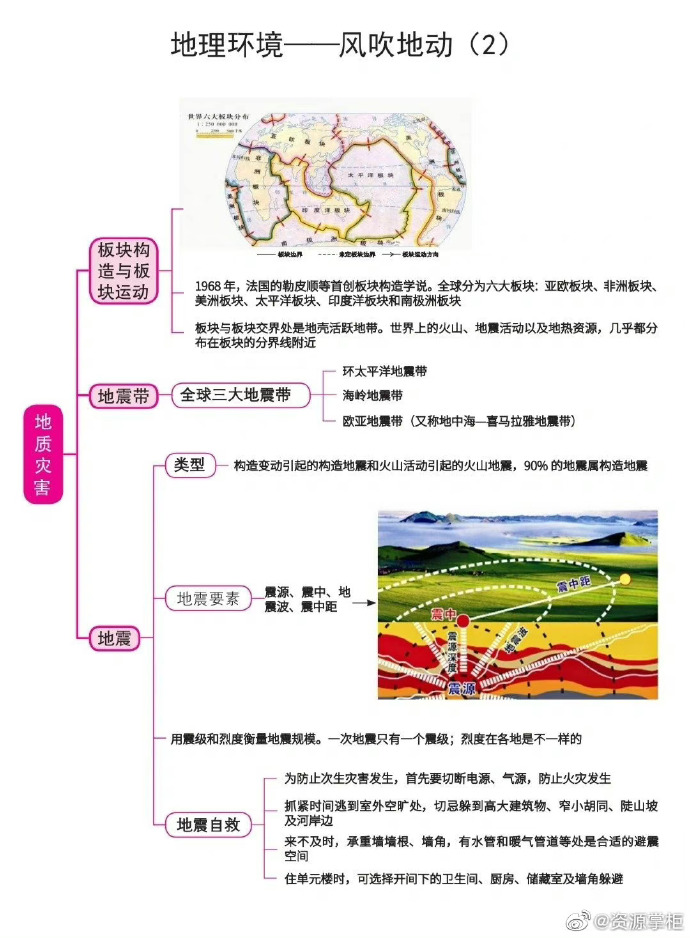 地理环境——风吹地动（2）
世界六大板块分布
亚欧板块
非洲板块
太平洋板块
印度洋板块
南极洲板块
美洲板块
板块边界
未定板块边界
板块运动方向
板块构
造与板
块运动
1968 年，法国的勒皮顺等首创板块构造学说。全球分为六大板块：亚欧板块、非洲板块、
美洲板块、太平洋板块、印度洋板块和南极洲板块
板块与板块交界处是地壳活跃地带。世界上的火山、地震活动以及地热资源，几乎都分
布在板块的分界线附近
地质灾害
地震带
全球三大地震带
环太平洋地震带
海岭地震带
欧亚地震带（又称地中海—喜马拉雅地震带）
地震
类型
构造变动引起的构造地震和火山活动引起的火山地震，90% 的地震属构造地震
地震要素
震源、震中、地
震波、震中距
震中距
震中
震源深度
地震波
震源
用震级和烈度衡量地震规模。一次地震只有一个震级；烈度在各地是不一样的
地震自救
为防止次生灾害发生，首先要切断电源、气源，防止火灾发生
抓紧时间逃到室外空旷处，切忌躲到高大建筑物、窄小胡同、陡山坡
及河岸边
来不及时，承重墙墙根、墙角，有水管和暖气管道等处是合适的避震
空间
住单元楼时，可选择开间下的卫生间、厨房、储藏室及墙角躲避
@资源掌柜